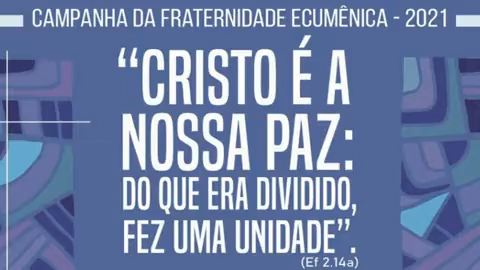 CAMPANHA DA FRATERNIDADE ECUMÊNICA - 2021
“CRISTO É A
NOSSA PAZ:
DO QUE ERA DIVIDIDO,
FEZ UMA UNIDADE”.
(Ef 2.14a)